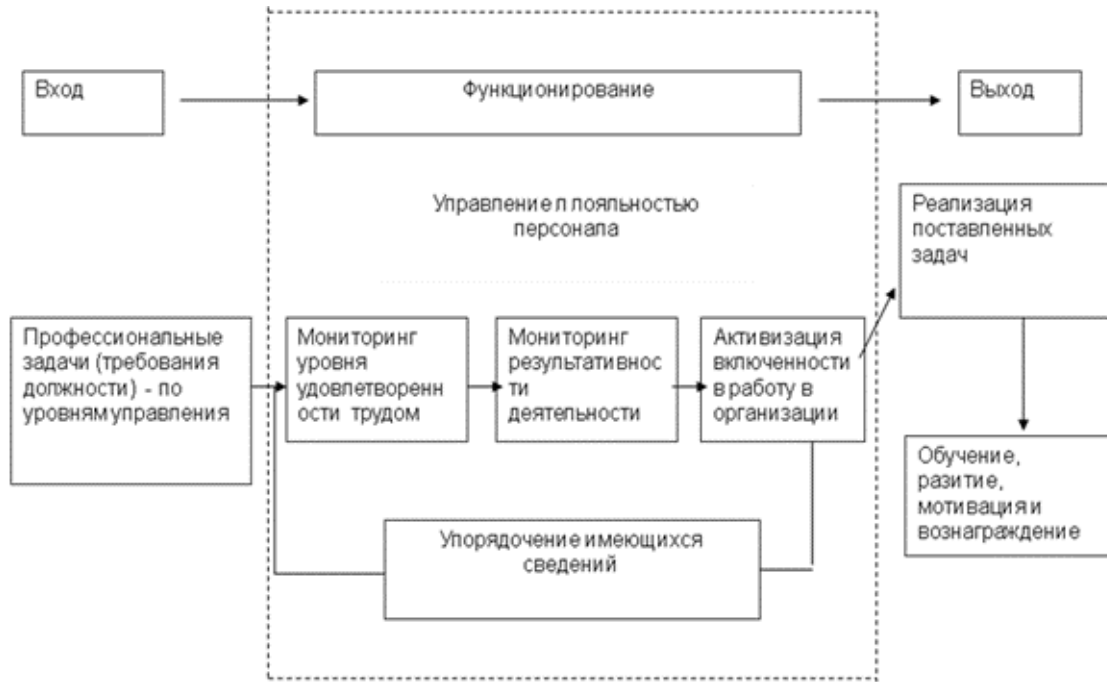 Вход
Функционирование
Выход
Управление п лояльностью
персонала
Реализация
поставленных
задач
Профессиональные
задачи (требования
должности) - по
уровням управления
Мониторинг
уровня
удовлетворенн
ности трудом
Мониторинг
результативнос
ти
деятельности
Активизация
включенности
в работу в
организации
Обучение,
разитие,
мотивация и
вознаграждение
Упорядочение имеющихся
сведений